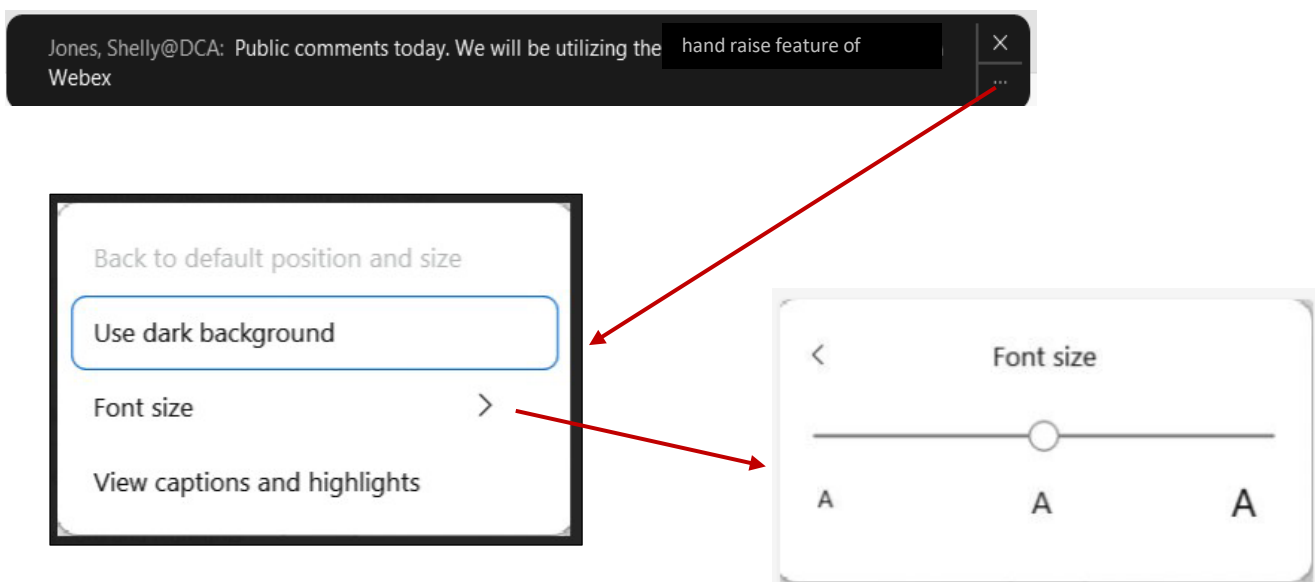 Jones, Shelly@DCA: Public comments today. We will be utilizing the hand raise feature of
Webex
...
Back to default position and size
Use dark background
Font size
View captions and highlights
Font size
A A A